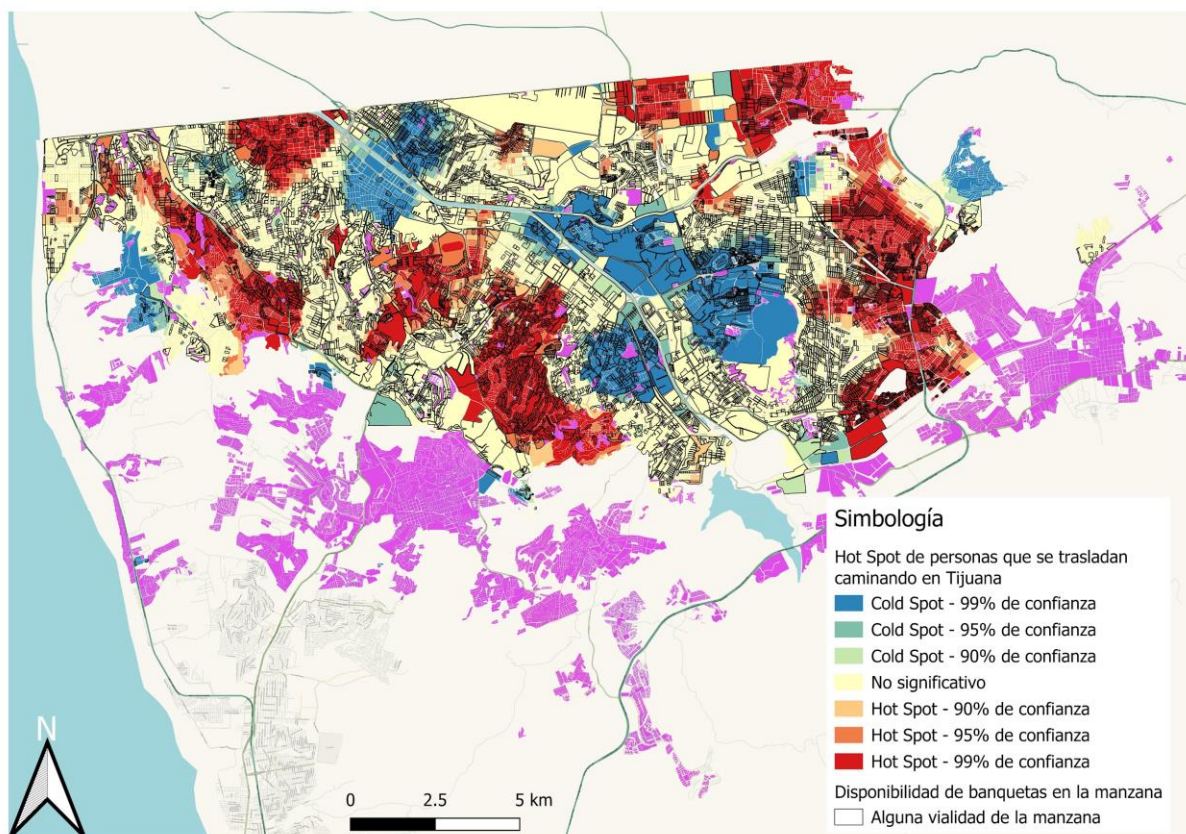 N
0 2.5 5 km
Simbología
Hot Spot de personas que se trasladan
caminando en Tijuana
Cold Spot - 99% de confianza
Cold Spot - 95% de confianza
Cold Spot - 90% de confianza
No significativo
Hot Spot - 90% de confianza
Hot Spot - 95% de confianza
Hot Spot - 99% de confianza
Disponibilidad de banquetas en la manzana
Alguna vialidad de la manzana